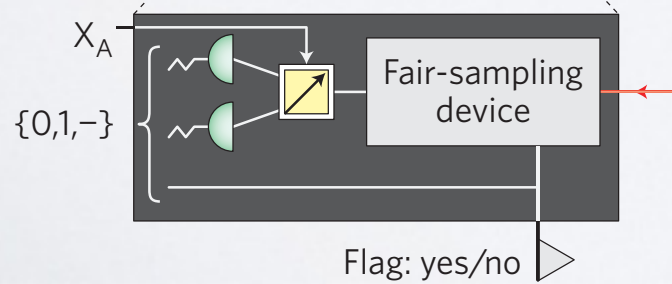 X_A
{0,1,–}
Fair-sampling
device
Flag: yes/no